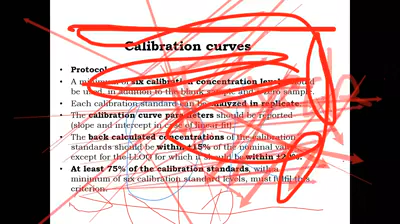 Calibration curves
• Protocol
A minimum of six calibration concentration levels should
be used, in addition to the blank sample and a zero sample.
• Each calibration standard can be analyzed in replicate.
• The calibration curve parameters should be reported
(slope and intercept in case of linear fit).
• The back calculated concentrations of the calibration
standards should be within ±15% of the nominal value,
except for the LLOQ for which it should be within ±20%.
• At least 75% of the calibration standards, with a
minimum of six calibration standard levels, must fulfil this
criterion.